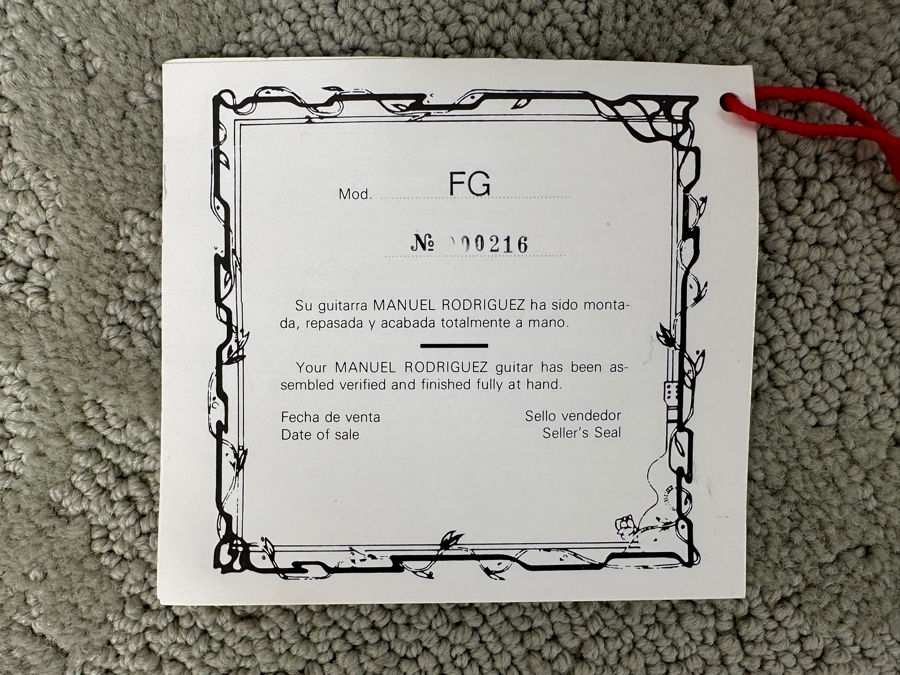 Mod. FG
№ 000216
Su guitarra MANUEL RODRIGUEZ ha sido monta-
da, repasada y acabada totalmente a mano.
Your MANUEL RODRIGUEZ guitar has been as-
sembled verified and finished fully at hand.
Fecha de venta
Sello vendedor
Date of sale
Seller's Seal